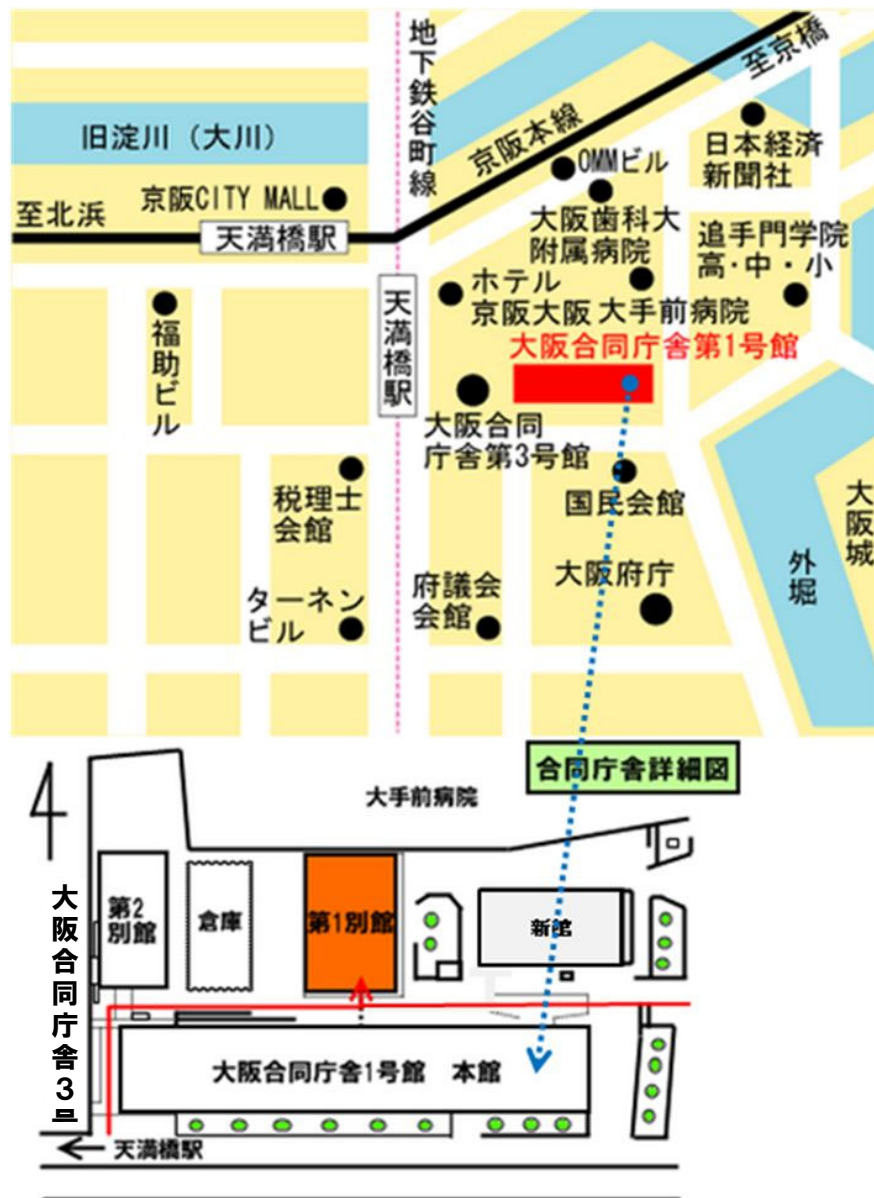 地下鉄谷町線
至京橋
京阪本線
旧淀川（大川）
日本経済
新聞社
OMMビル
京阪CITY MALL
至北浜
天満橋駅
大阪歯科大
附属病院
追手門学院
高・中・小
ホテル
京阪大阪
大手前病院
天満橋駅
福助ビル
大阪合同庁舎第1号館
大阪合同
庁舎第3号館
税理士
会館
国民会館
大阪城
外堀
ターネン
ビル
府議会
会館
大阪府庁
合同庁舎詳細図
大手前病院
大阪合同庁舎3号
第2
別館
倉庫
第1別館
新館
大阪合同庁舎1号館　本館
天満橋駅